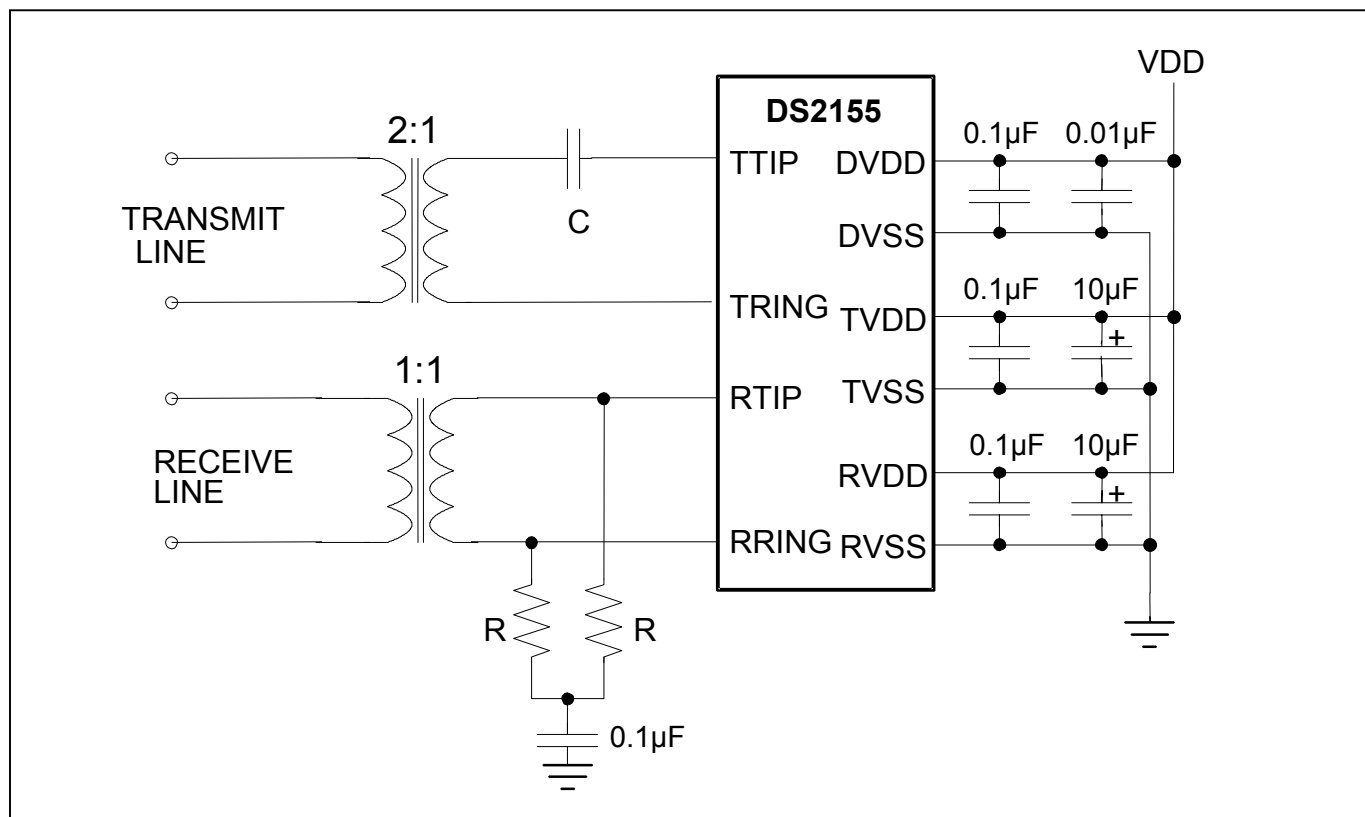 VDD
DS2155
2:1
0.1µF
0.01µF
TTIP
DVDD
TRANSMIT
LINE
C
DVSS
0.1µF
10µF
TRING
TVDD
+
1:1
RTIP
TVSS
0.1µF
10µF
RECEIVE
LINE
RVDD
+
RRING
RVSS
R
R
0.1µF